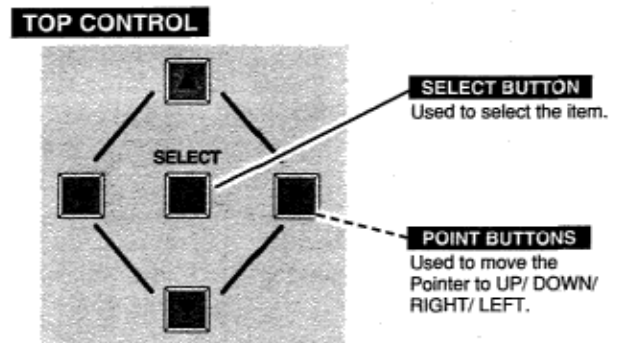 TOP CONTROL
SELECT BUTTON
Used to select the item.
SELECT
POINT BUTTONS
Used to move the
Pointer to UP/ DOWN/
RIGHT/ LEFT.